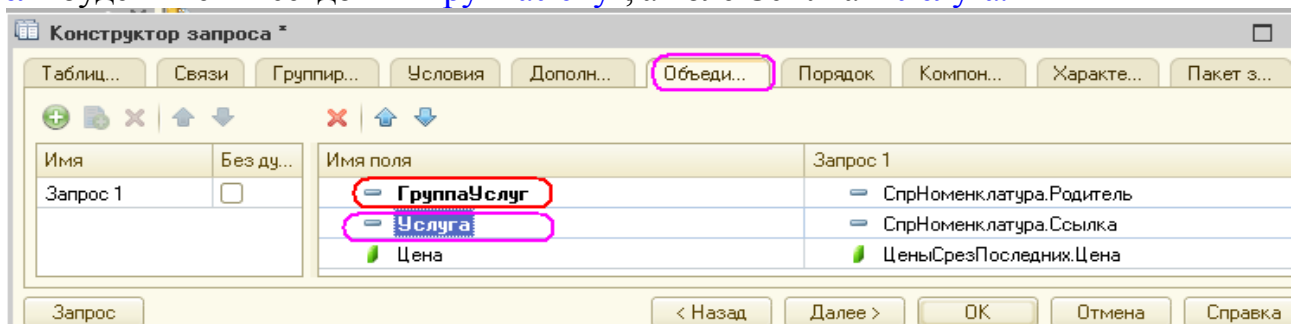 Конструктор запроса *
Таблиц... Связи Группир... Условия Дополн... Объеди... Порядок Компон... Характе... Пакет з...
Имя Без ду... Имя поля Запрос 1
Запрос 1 ГруппаУслуг СпрНоменклатура.Родитель
Услуга СпрНоменклатура.Ссылка
Цена ЦеныСрезПоследних.Цена
Запрос < Назад Далее > ОК Отмена Справка